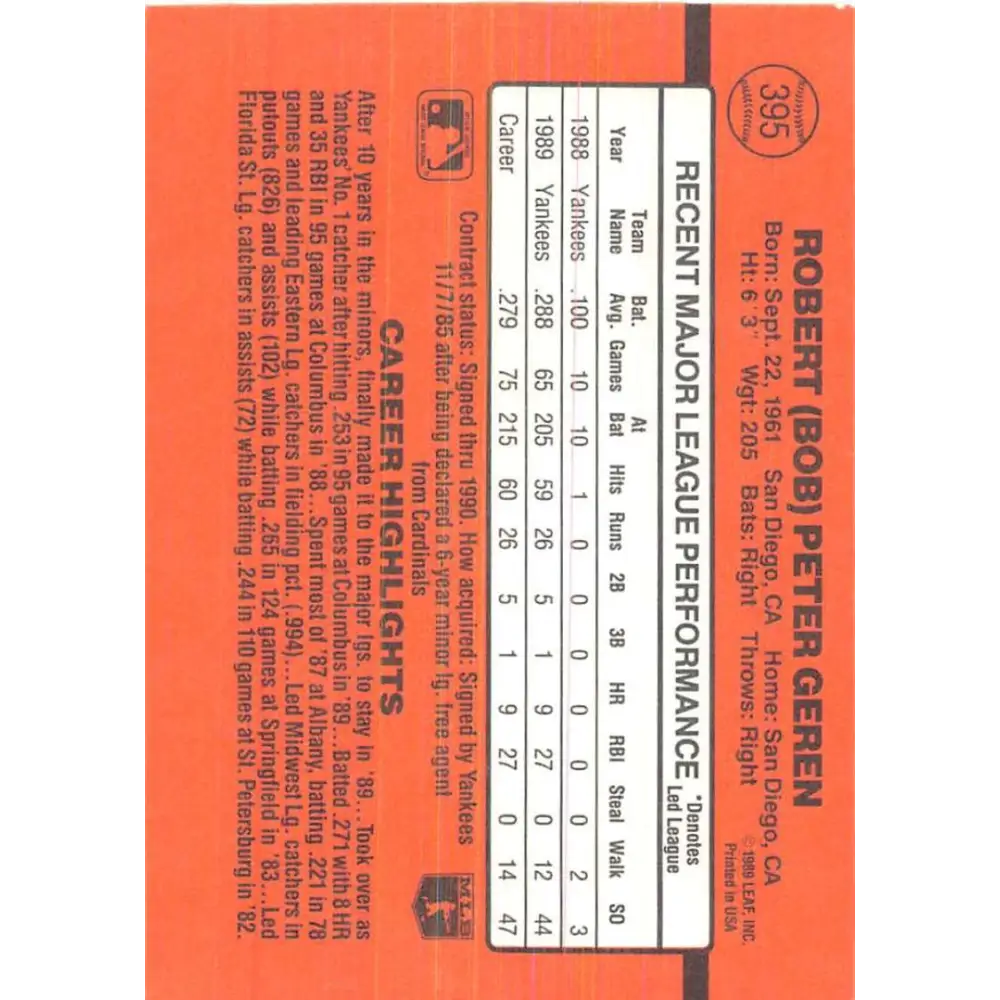 395
ROBERT (BOB) PETER GEREN
Born: Sept. 22, 1961 San Diego, CA Home: San Diego, CA
Ht: 6'3" Wgt: 205 Bats: Right Throws: Right
© 1989 LEAF, INC.
Printed in USA
RECENT MAJOR LEAGUE PERFORMANCE
*Denotes
Led League
Year Team Name Bat. Avg. Games At Bat Hits Runs 2B 3B HR RBI Steal Walk SO
1988 Yankees .100 10 10 1 0 0 0 0 0 0 2 3
1989 Yankees .288 65 205 59 26 5 1 9 27 0 12 44
Career .279 75 215 60 26 5 1 9 27 0 14 47
Contract status: Signed thru 1990. How acquired: Signed by Yankees
11/7/85 after being declared a 6-year minor lg. free agent
from Cardinals
MLB
CAREER HIGHLIGHTS
After 10 years in the minors, finally made it to the major lgs. to stay in '89...Took over as
Yankees' No. 1 catcher after hitting .253 in 95 games at Columbus in '89...Batted .271 with 8 HR
and 35 RBI in 95 games at Columbus in '88...Spent most of '87 at Albany, batting .221 in 78
games and leading Eastern Lg. catchers in fielding pct. (.994)...Led Midwest Lg. catchers in
putouts (826) and assists (102) while batting .265 in 124 games at Springfield in '83...Led
Florida St. Lg. catchers in assists (72) while batting .244 in 110 games at St. Petersburg in '82.